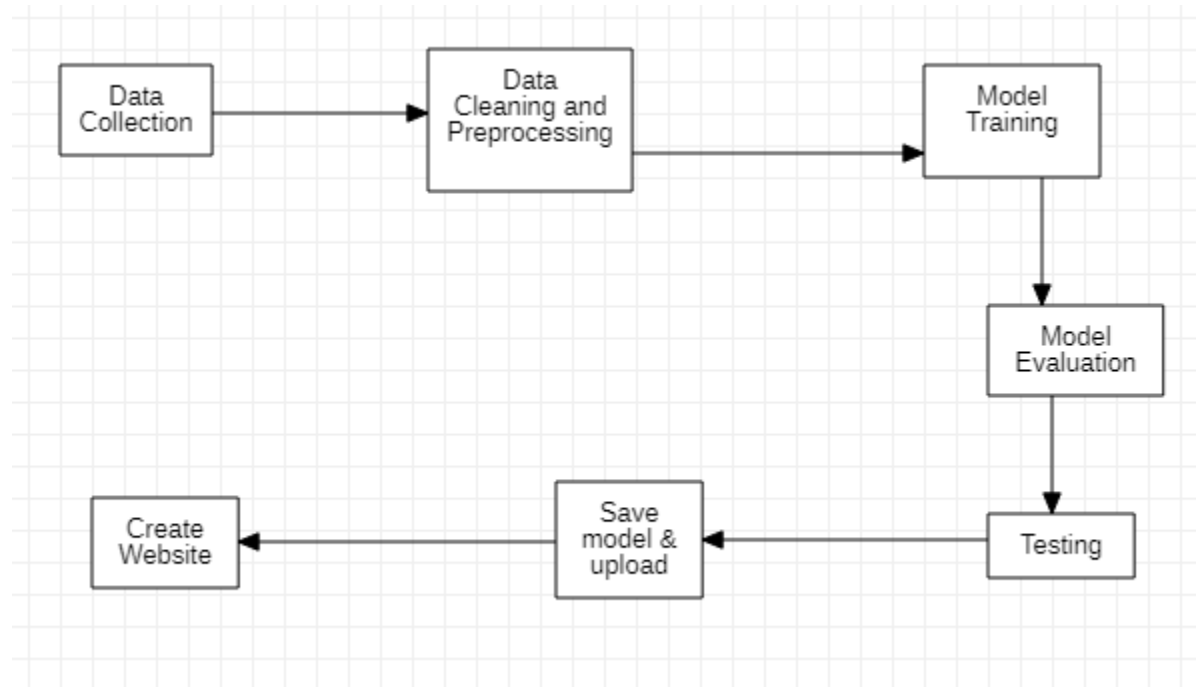 Data
Collection
Data
Cleaning and
Preprocessing
Model
Training
Model
Evaluation
Testing
Save
model &
upload
Create
Website